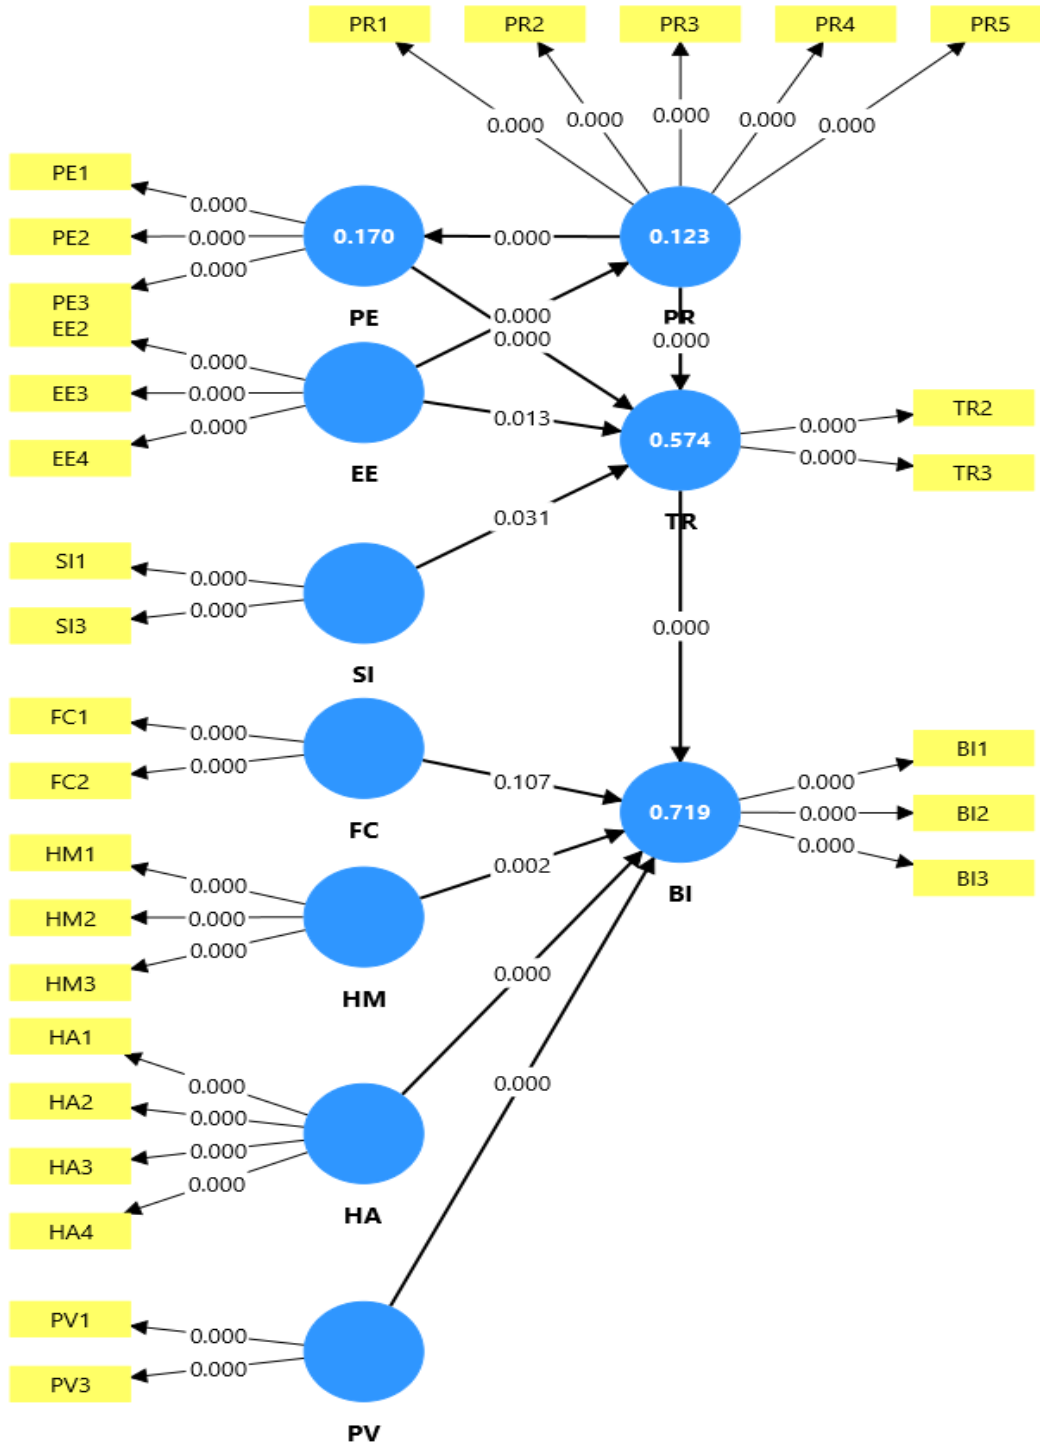 PR1 PR2 PR3 PR4 PR5
0.000 0.000 0.000 0.000 0.000
PE1
0.000
PE2
0.000
0.000
PE3
0.170
PE
0.000
0.123
PR
0.000
0.000
0.000
EE2
0.000
EE3
0.000
0.000
EE4
EE
0.013
0.574
TR
0.000
TR2
0.000
TR3
0.031
SI1
0.000
0.000
SI3
SI
0.000
FC1
0.000
0.000
FC2
FC
0.107
0.719
BI
0.000
BI1
0.000
BI2
0.000
BI3
HM1
0.000
HM2
0.000
0.000
HM3
HM
0.002
0.000
HA1
0.000
HA2
0.000
0.000
HA3
0.000
HA4
HA
0.000
PV1
0.000
0.000
PV3
PV